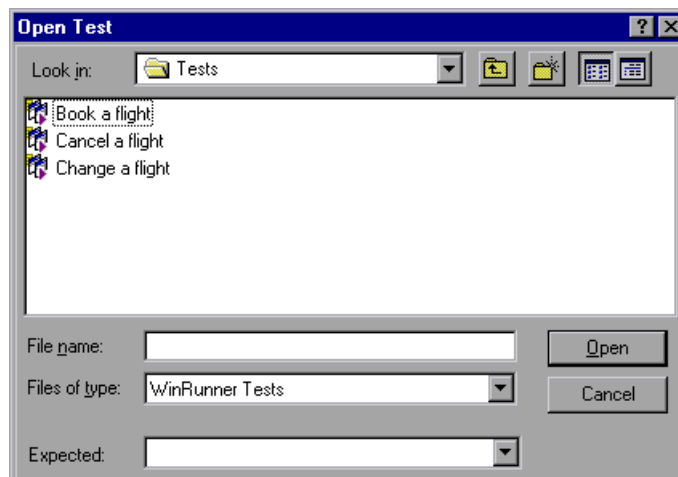 Open Test
Look in: Tests
Book a flight
Cancel a flight
Change a flight
File name: Open
Files of type: WinRunner Tests Cancel
Expected: